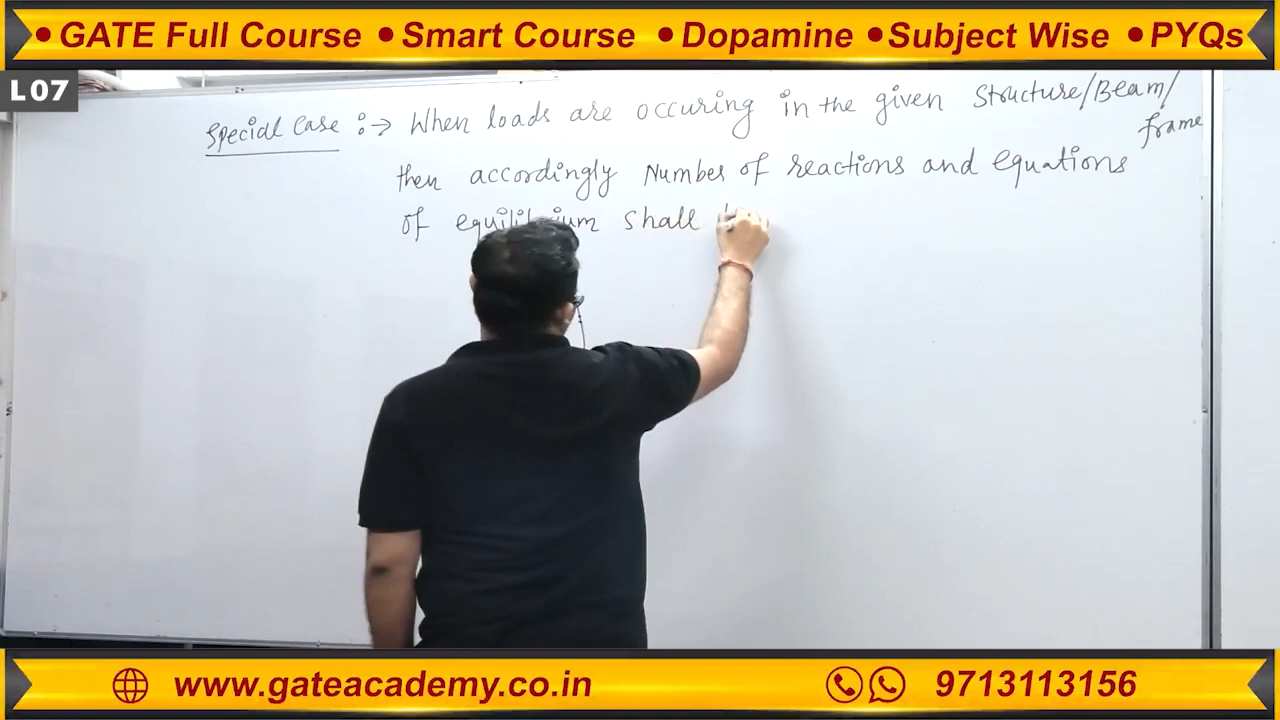 • GATE Full Course • Smart Course • Dopamine • Subject Wise • PYQs
L 07
Special Case :→ When loads are occuring in the given Structure/Beam/
frame
then accordingly Number of reactions and equations
of equilibrium shall
www.gateacademy.co.in
9713113156